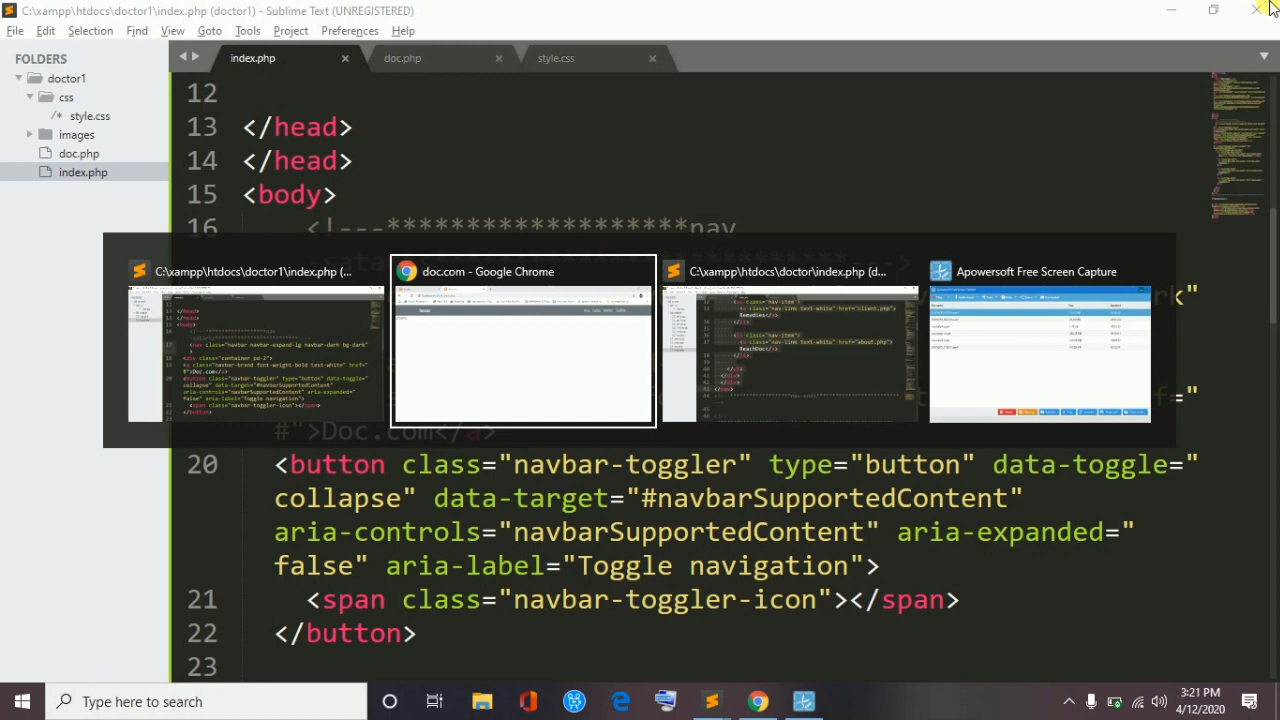 C:\xampp\htdocs\doctor1\index.php (doctor1) - Sublime Text (UNREGISTERED)
File Edit Selection Find View Goto Tools Project Preferences Help
FOLDERS
doctor1
css
style.css
images
doc.php
index.php
index.php doc.php style.css
12
13 </head>
14 </head>
15 <body>
16 <!---*******************nav
C:\xampp\htdocs\doctor1\index.php (...
doc.com - Google Chrome
C:\xampp\htdocs\doctor\index.php (d...
Apowersoft Free Screen Capture
#">Doc.com</a>
20 <button class="navbar-toggler" type="button" data-toggle="
collapse" data-target="#navbarSupportedContent"
aria-controls="navbarSupportedContent" aria-expanded="
false" aria-label="Toggle navigation">
21 <span class="navbar-toggler-icon"></span>
22 </button>
23
Type here to search
3:21 PM
4/12/2020